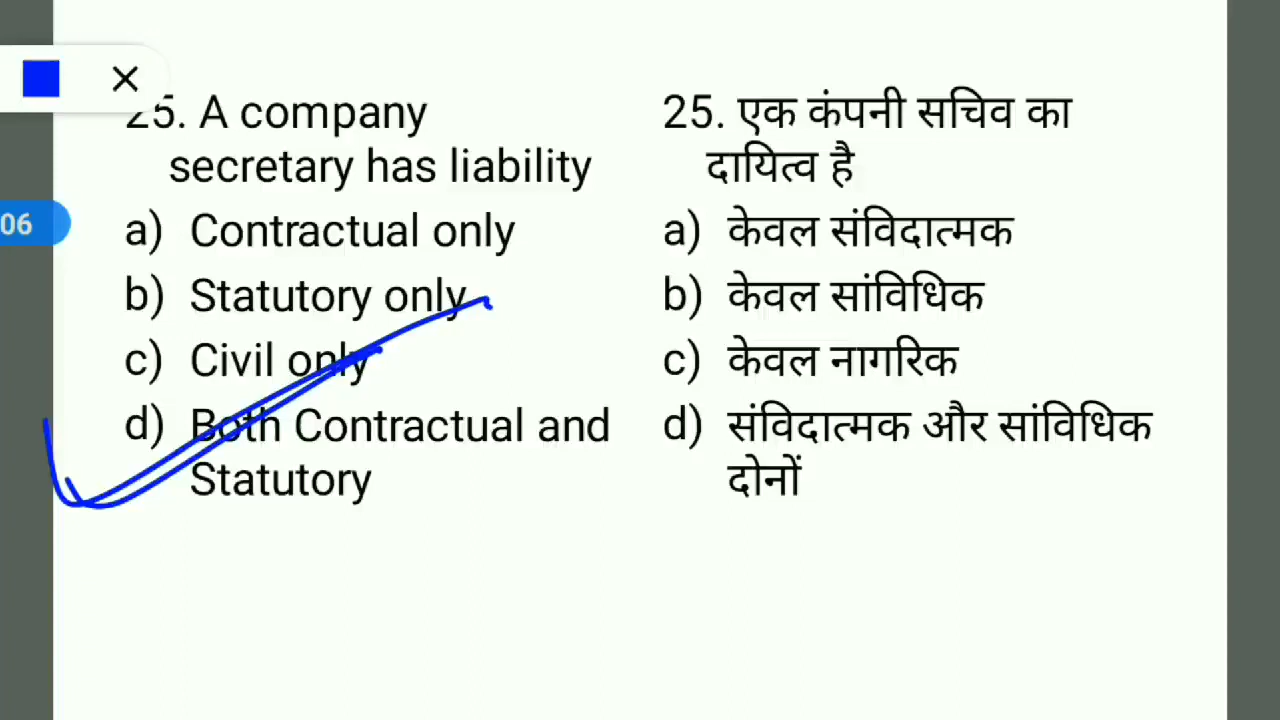 25. A company
secretary has liability
a) Contractual only
b) Statutory only
c) Civil only
d) Both Contractual and
Statutory
25. एक कंपनी सचिव का
दायित्व है
a) केवल संविदात्मक
b) केवल सांविधिक
c) केवल नागरिक
d) संविदात्मक और सांविधिक
दोनों
06